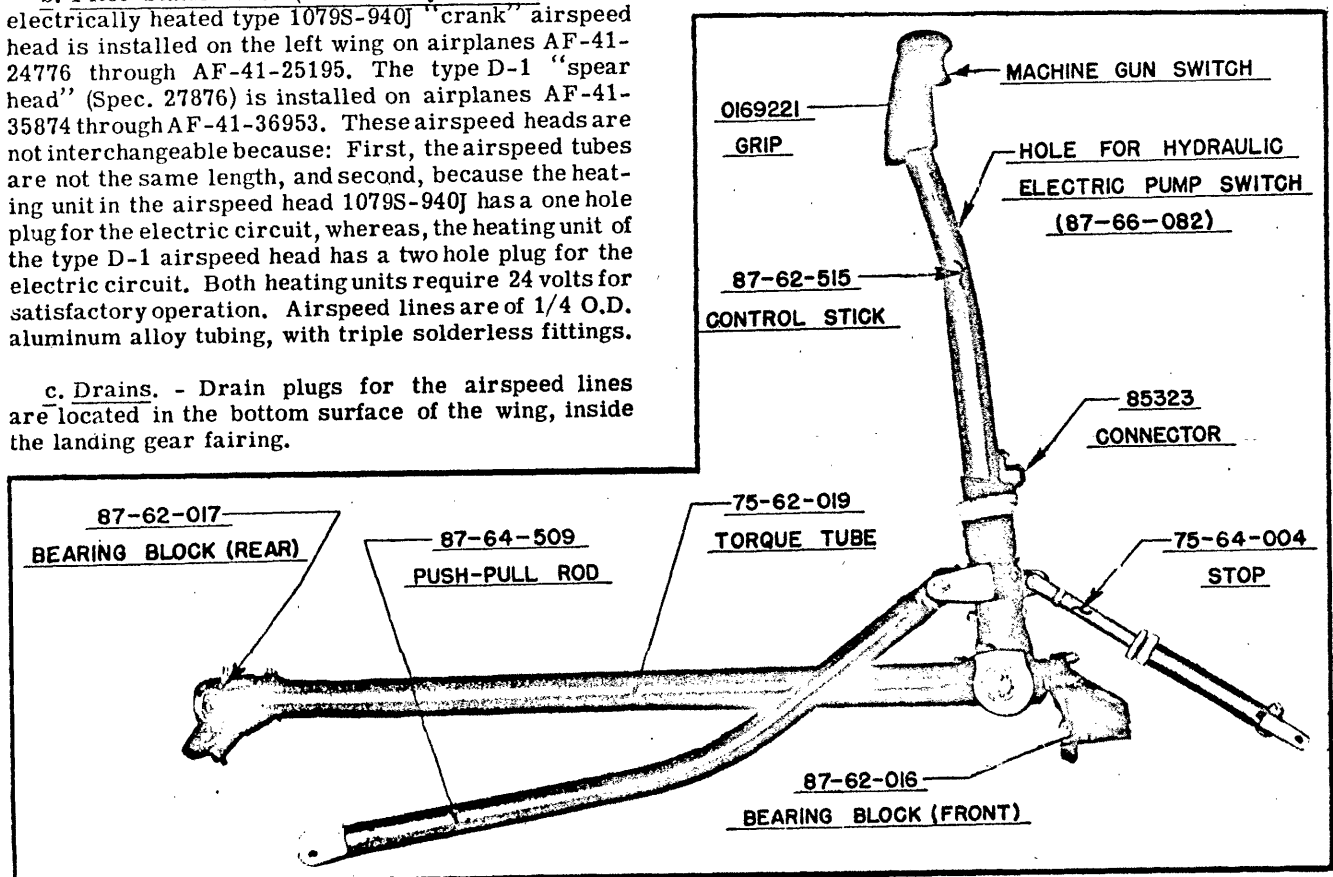 electrically heated type 1079S-940J "crank" airspeed
head is installed on the left wing on airplanes AF-41-
24776 through AF-41-25195. The type D-1 "spear
head" (Spec. 27876) is installed on airplanes AF-41-
35874 through AF-41-36953. These airspeed heads are
not interchangeable because: First, the airspeed tubes
are not the same length, and second, because the heat-
ing unit in the airspeed head 1079S-940J has a one hole
plug for the electric circuit, whereas, the heating unit of
the type D-1 airspeed head has a two hole plug for the
electric circuit. Both heating units require 24 volts for
satisfactory operation. Airspeed lines are of 1/4 O.D.
aluminum alloy tubing, with triple solderless fittings.
c. Drains. - Drain plugs for the airspeed lines
are located in the bottom surface of the wing, inside
the landing gear fairing.
MACHINE GUN SWITCH
0169221
GRIP
HOLE FOR HYDRAULIC
ELECTRIC PUMP SWITCH
(87-66-082)
87-62-515
CONTROL STICK
85323
CONNECTOR
87-62-017
BEARING BLOCK (REAR)
87-64-509
PUSH-PULL ROD
75-62-019
TORQUE TUBE
75-64-004
STOP
87-62-016
BEARING BLOCK (FRONT)